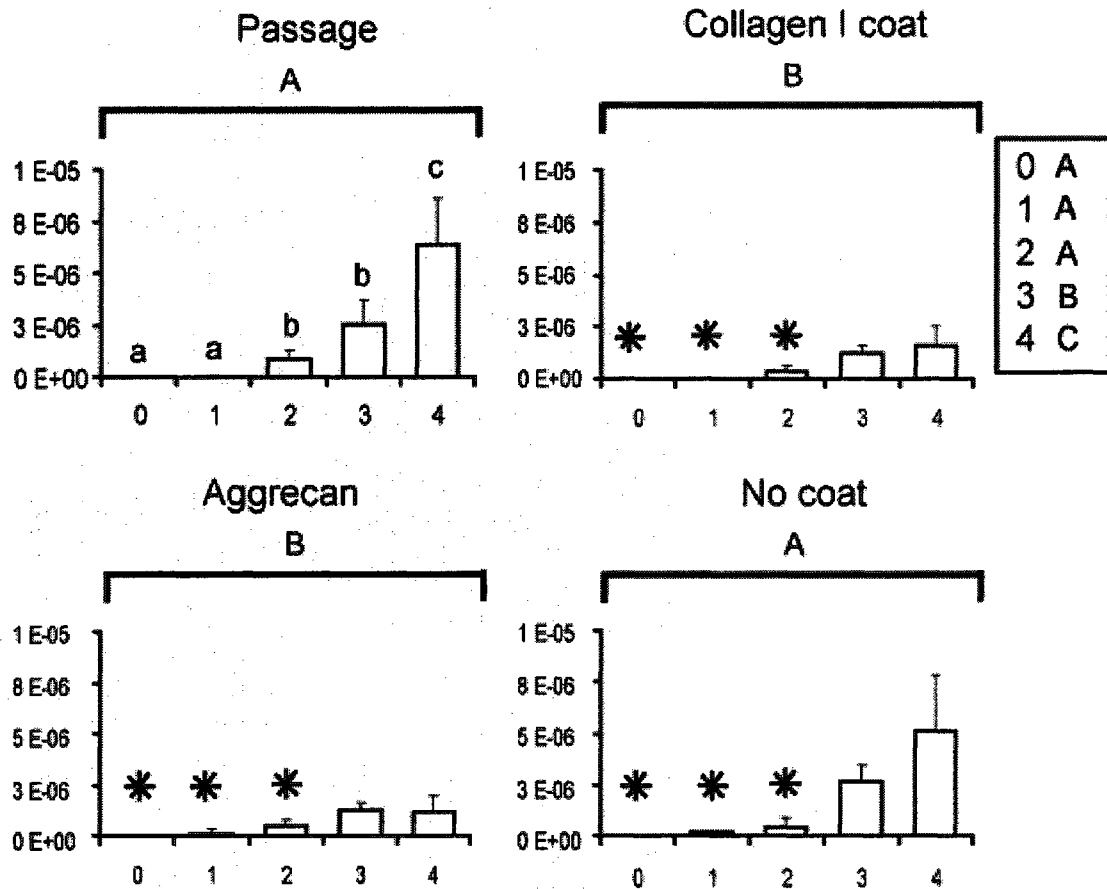 Passage
A
1 E-05
8 E-06
5 E-06
3 E-06
0 E+00
a a b b c
0 1 2 3 4
Collagen I coat
B
1 E-05
8 E-06
5 E-06
3 E-06
0 E+00
* * *
0 1 2 3 4
0 A
1 A
2 A
3 B
4 C
Aggrecan
B
1 E-05
8 E-06
5 E-06
3 E-06
0 E+00
* * *
0 1 2 3 4
No coat
A
1 E-05
8 E-06
5 E-06
3 E-06
0 E+00
* * *
0 1 2 3 4